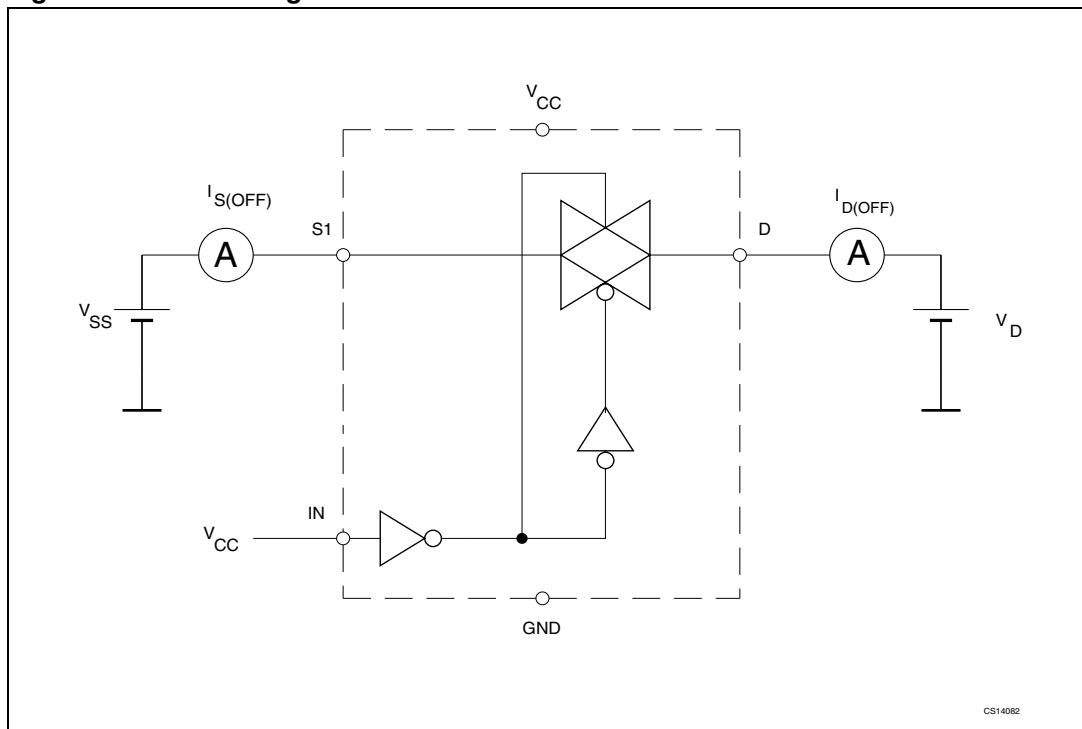 V CC
I S(OFF)
I D(OFF)
S1
D
A
A
V SS
V D
IN
V CC
GND
CS14082